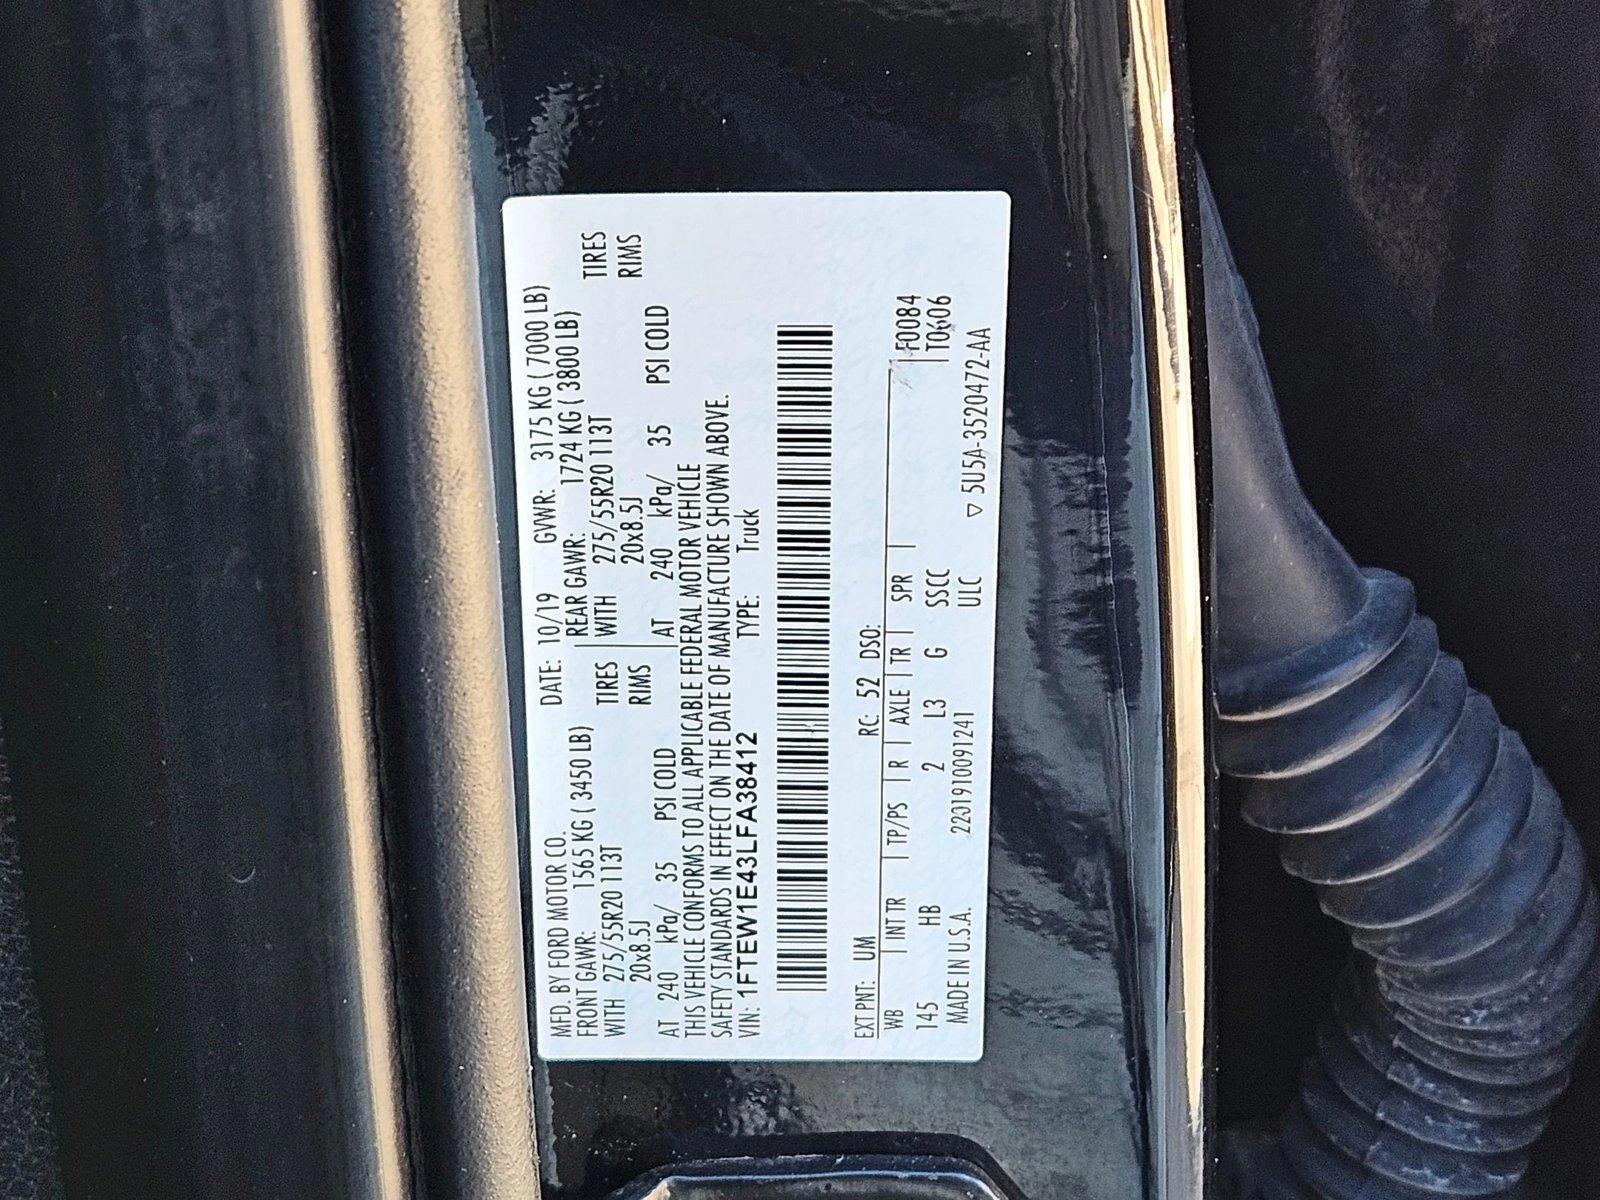 MFD. BY FORD MOTOR CO. DATE: 10/19 GVWR: 3175 KG ( 7000 LB)
FRONT GAWR: 1565 KG ( 3450 LB) REAR GAWR: 1724 KG ( 3800 LB)
WITH 275/55R20 113T TIRES WITH 275/55R20 113T TIRES
20x8.5J RIMS 20x8.5J RIMS
AT 240 kPa/ 35 PSI COLD AT 240 kPa/ 35 PSI COLD
THIS VEHICLE CONFORMS TO ALL APPLICABLE FEDERAL MOTOR VEHICLE
SAFETY STANDARDS IN EFFECT ON THE DATE OF MANUFACTURE SHOWN ABOVE.
VIN: 1FTEW1E43LFA38412 TYPE: Truck
EXT PNT: UM RC: 52 DSO:
WB INT TR TP/PS R AXLE TR SPR F0084
145 HB 2 L3 G SSCC T0606
MADE IN U.S.A. 2201910091241 ULC ▽ 5U5A-3520472-AA